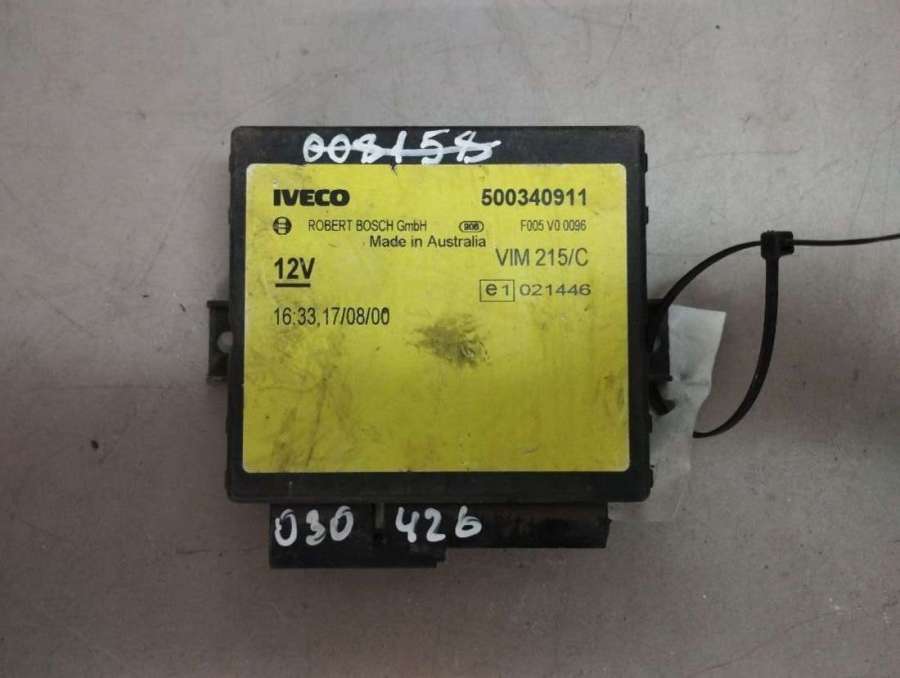 008158
IVECO 500340911
ROBERT BOSCH GmbH 906 F005 V0 0096
Made in Australia
12V VIM 215/C
e1 021446
16:33,17/08/00
030 426